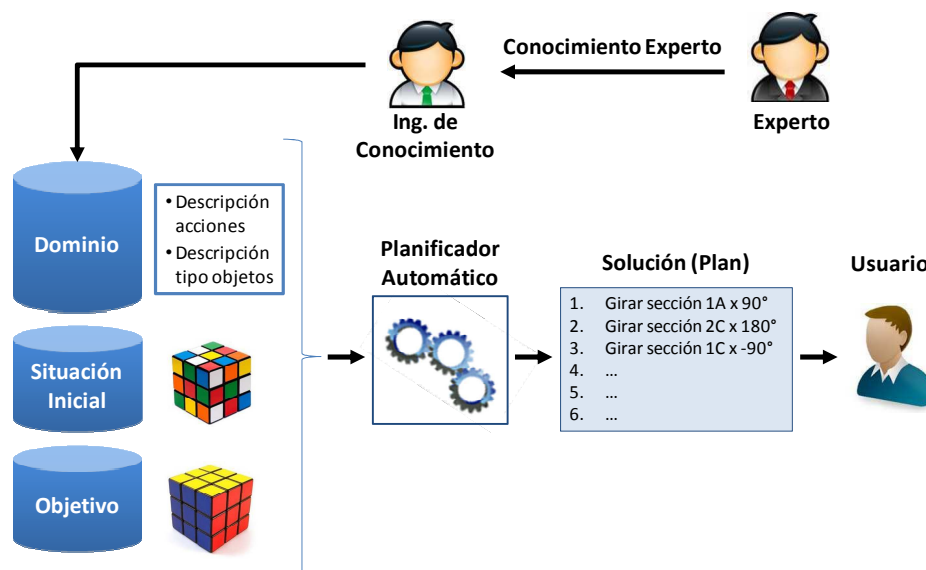 Conocimiento Experto
Ing. de
Conocimiento
Experto
Dominio
• Descripción
acciones
• Descripción
tipo objetos
Situación
Inicial
Objetivo
Planificador
Automático
Solución (Plan)
1. Girar sección 1A x 90°
2. Girar sección 2C x 180°
3. Girar sección 1C x -90°
4. ...
5. ...
6. ...
Usuario